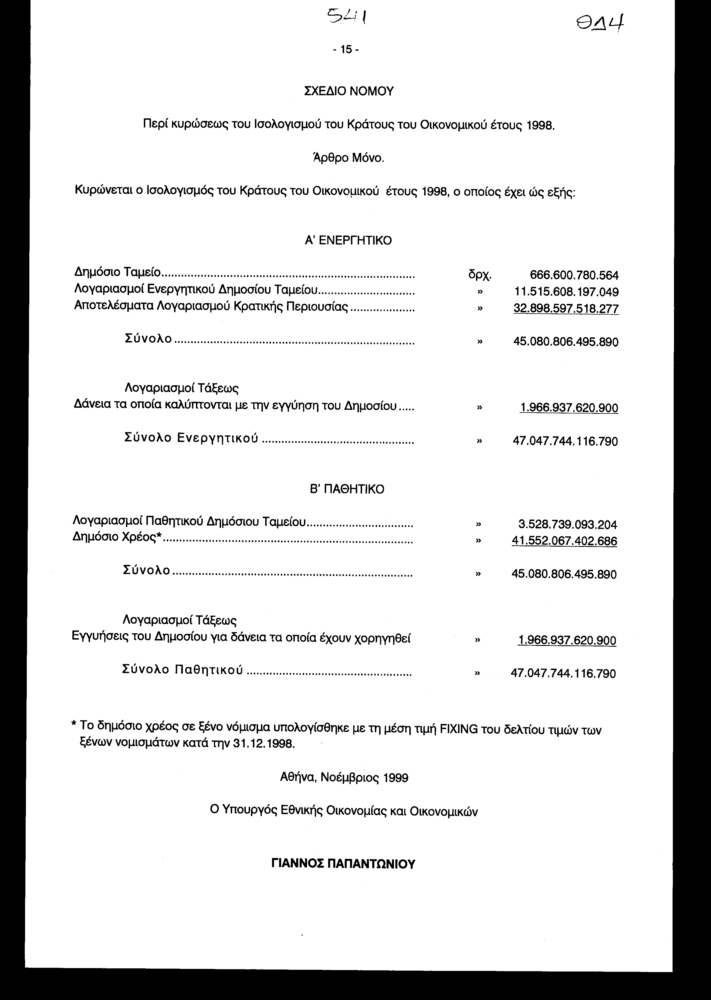 541
ΘΔ4
- 15 -
ΣΧΕΔΙΟ ΝΟΜΟΥ
Περί κυρώσεως του Ισολογισμού του Κράτους του Οικονομικού έτους 1998.
Άρθρο Μόνο.
Κυρώνεται ο Ισολογισμός του Κράτους του Οικονομικού έτους 1998, ο οποίος έχει ώς εξής:
Α' ΕΝΕΡΓΗΤΙΚΟ
Δημόσιο Ταμείο........ δρχ. 666.600.780.564
Λογαριασμοί Ενεργητικού Δημοσίου Ταμείου........ » 11.515.608.197.049
Αποτελέσματα Λογαριασμού Κρατικής Περιουσίας........ » 32.898.597.518.277
Σύνολο........ » 45.080.806.495.890
Λογαριασμοί Τάξεως
Δάνεια τα οποία καλύπτονται με την εγγύηση του Δημοσίου..... » 1.966.937.620.900
Σύνολο Ενεργητικού........ » 47.047.744.116.790
Β' ΠΑΘΗΤΙΚΟ
Λογαριασμοί Παθητικού Δημόσιου Ταμείου........ » 3.528.739.093.204
Δημόσιο Χρέος*........ » 41.552.067.402.686
Σύνολο........ » 45.080.806.495.890
Λογαριασμοί Τάξεως
Εγγυήσεις του Δημοσίου για δάνεια τα οποία έχουν χορηγηθεί » 1.966.937.620.900
Σύνολο Παθητικού........ » 47.047.744.116.790
* Το δημόσιο χρέος σε ξένο νόμισμα υπολογίσθηκε με τη μέση τιμή FIXING του δελτίου τιμών των
ξένων νομισμάτων κατά την 31.12.1998.
Αθήνα, Νοέμβριος 1999
Ο Υπουργός Εθνικής Οικονομίας και Οικονομικών
ΓΙΑΝΝΟΣ ΠΑΠΑΝΤΩΝΙΟΥ